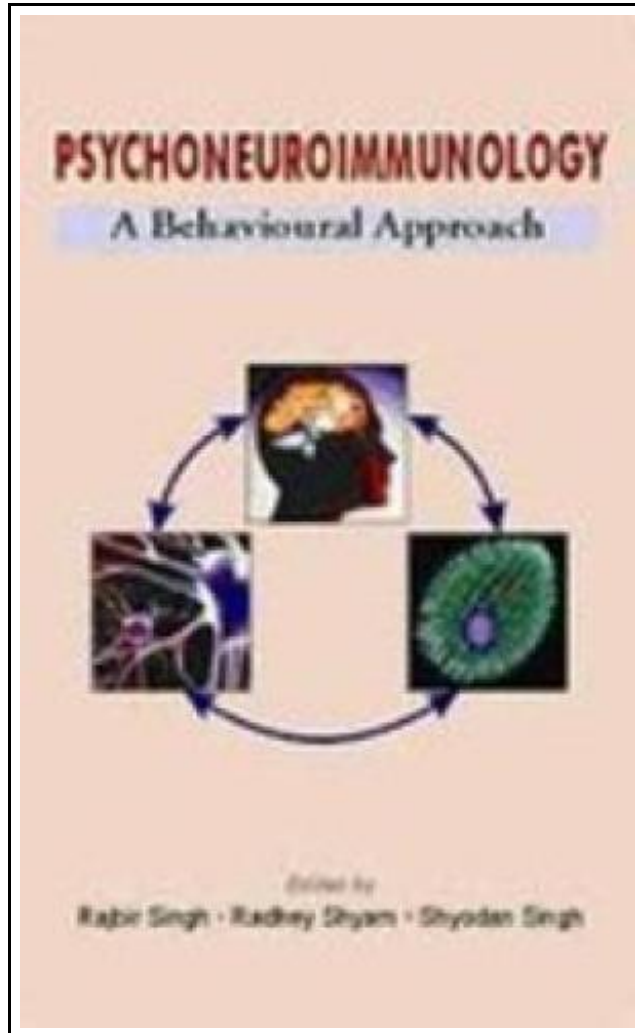 PSYCHONEUROIMMUNOLOGY
A Behavioural Approach
Edited by
Rajbir Singh • Radhey Shyam • Shyodan Singh